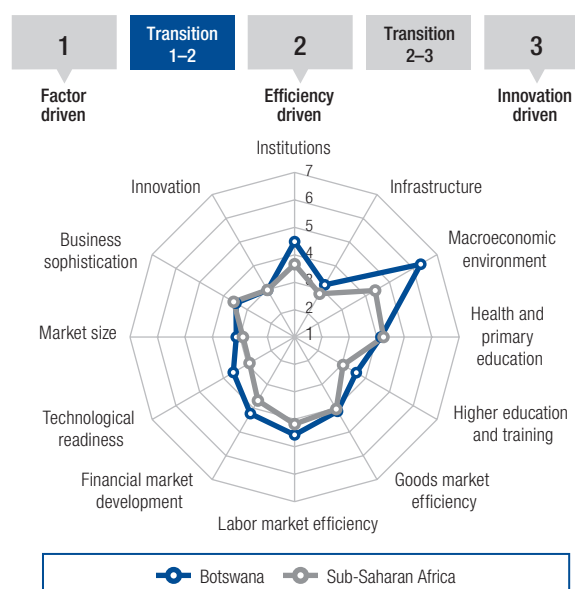 1
Transition
1–2
2
Transition
2–3
3
Factor
driven
Efficiency
driven
Innovation
driven
Institutions
7
6
5
4
3
2
1
Infrastructure
Macroeconomic
environment
Health and
primary
education
Higher education
and training
Goods market
efficiency
Labor market efficiency
Financial market
development
Technological
readiness
Market size
Business
sophistication
Innovation
Botswana
Sub-Saharan Africa